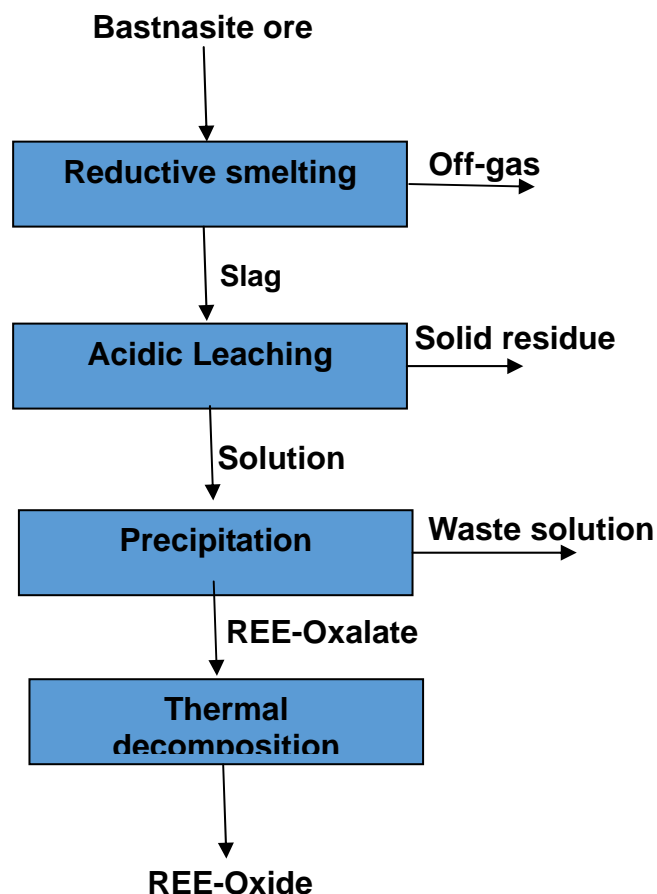 Bastnasite ore
Reductive smelting
Off-gas
Slag
Acidic Leaching
Solid residue
Solution
Precipitation
Waste solution
REE-Oxalate
Thermal
decomposition
REE-Oxide